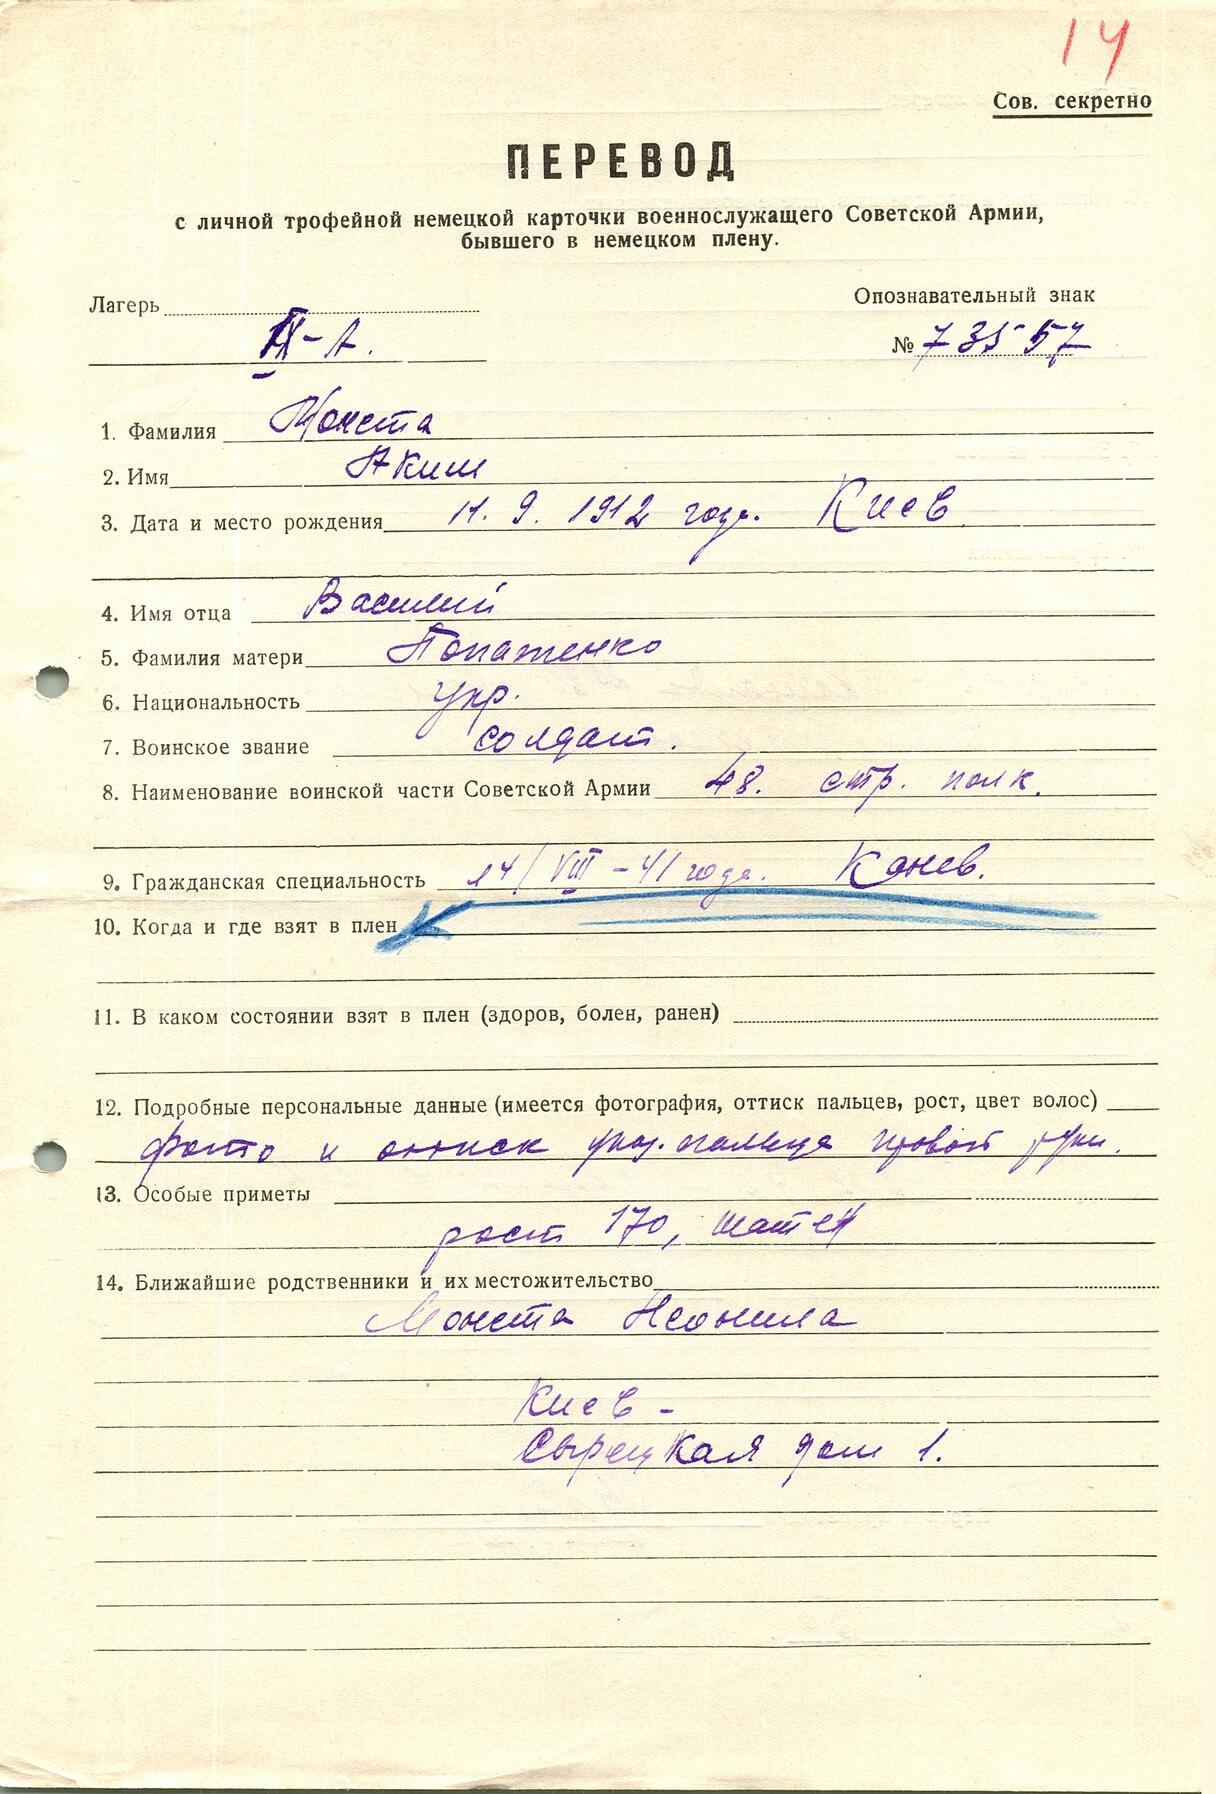 14
Сов. секретно
ПЕРЕВОД
с личной трофейной немецкой карточки военнослужащего Советской Армии,
бывшего в немецком плену.
Лагерь
Опознавательный знак
IX-А.
№ 73557
1. Фамилия Монста
2. Имя Аким
3. Дата и место рождения 11. 9. 1912 года. Киев
4. Имя отца Василий
5. Фамилия матери Попатенко
6. Национальность укр.
7. Воинское звание солдат.
8. Наименование воинской части Советской Армии 48. стр. полк.
9. Гражданская специальность 14/VIII-41 года. Канев.
10. Когда и где взят в плен
11. В каком состоянии взят в плен (здоров, болен, ранен)
12. Подробные персональные данные (имеется фотография, оттиск пальцев, рост, цвет волос)
фото и оттиск указ. пальца правой руки.
13. Особые приметы
рост 170, шатен
14. Ближайшие родственники и их местожительство
Монста Неонила
Киев -
Сырецкая дом 1.